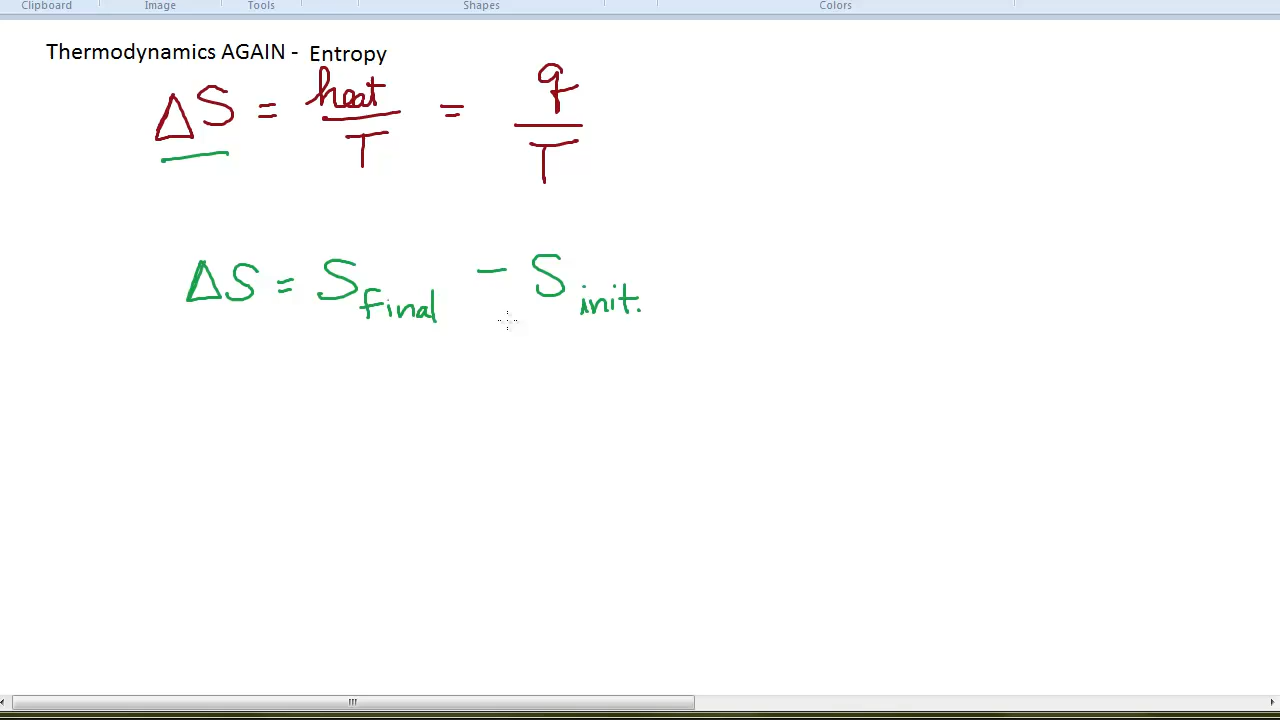 Clipboard Image Tools Shapes Colors
Thermodynamics AGAIN - Entropy
ΔS = heat / T = q / T
ΔS = S final - S init.